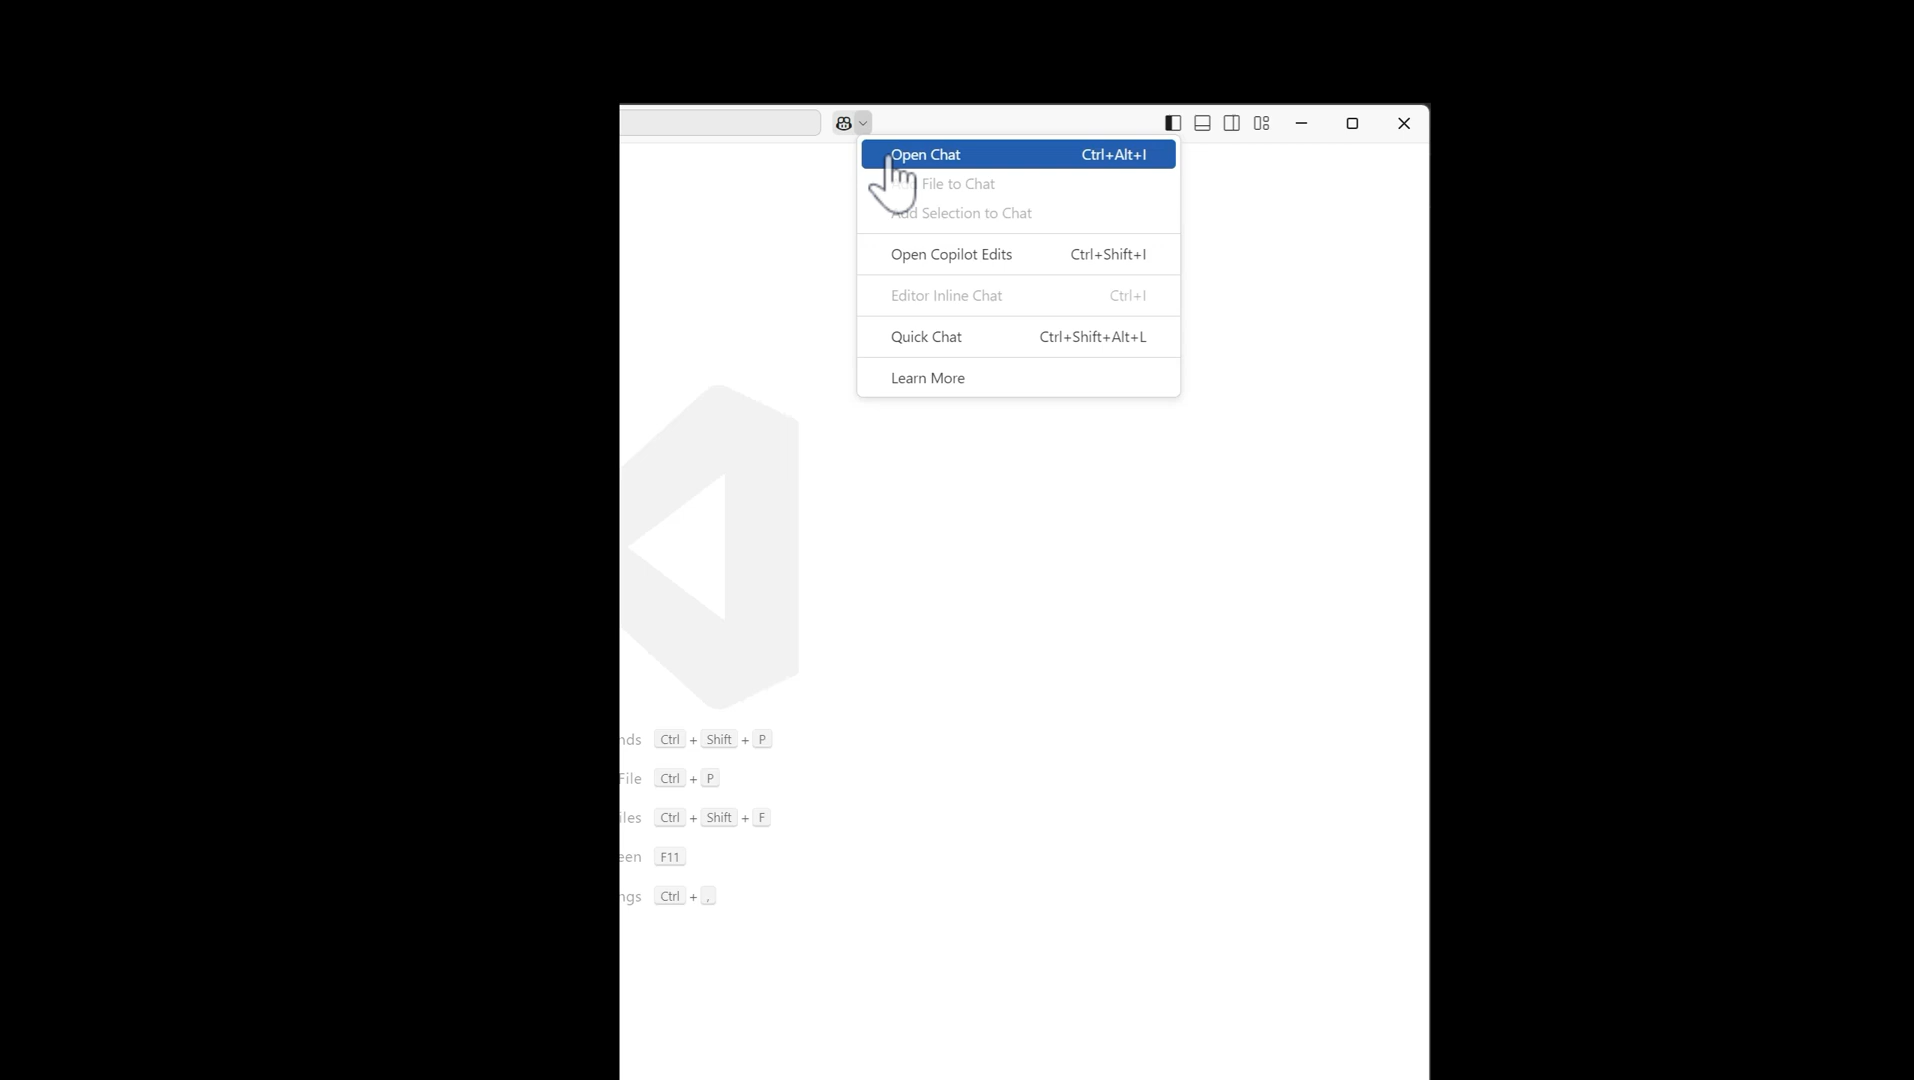 Open Chat Ctrl+Alt+I
File to Chat
Add Selection to Chat
Open Copilot Edits Ctrl+Shift+I
Editor Inline Chat Ctrl+I
Quick Chat Ctrl+Shift+Alt+L
Learn More
nds Ctrl + Shift + P
File Ctrl + P
iles Ctrl + Shift + F
een F11
ngs Ctrl + ,